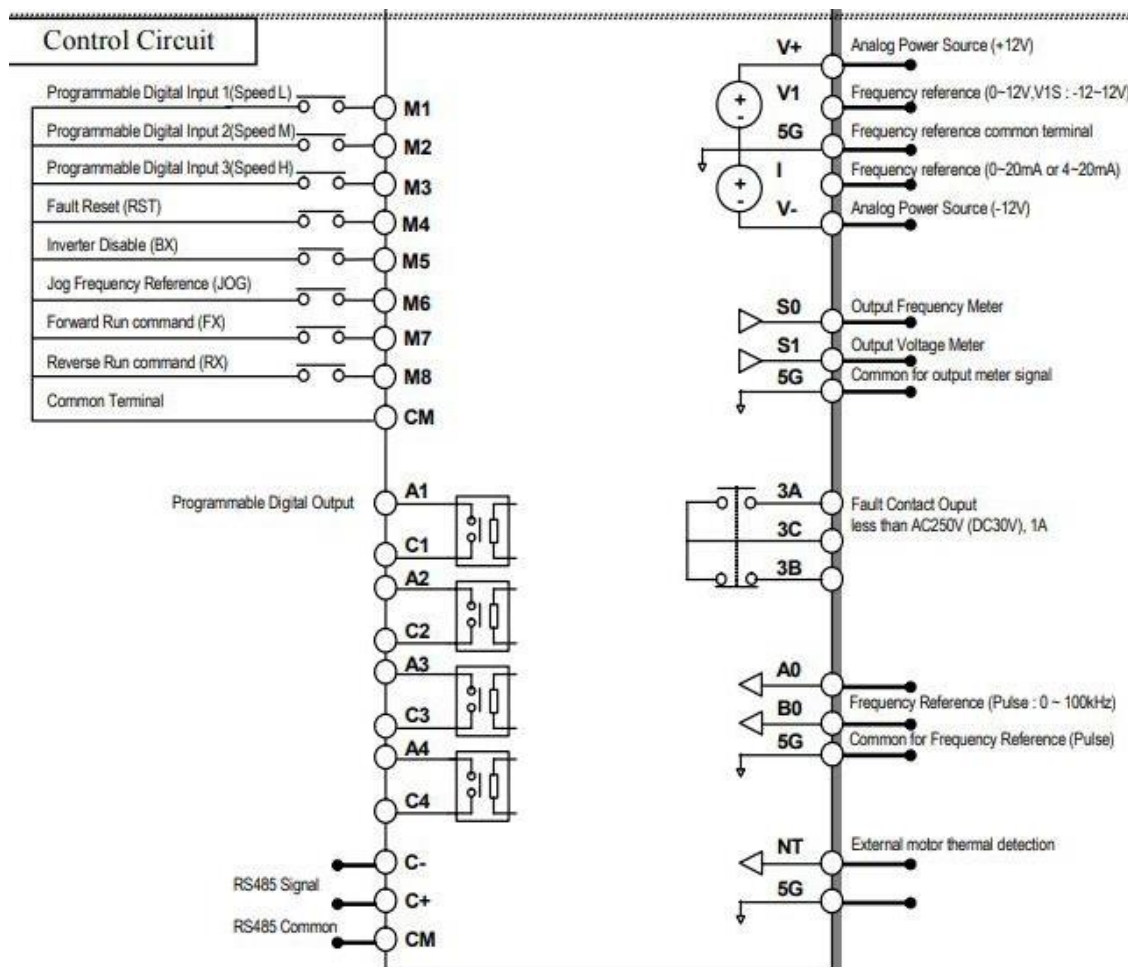 Control Circuit
Programmable Digital Input 1(Speed L)
M1
Programmable Digital Input 2(Speed M)
M2
Programmable Digital Input 3(Speed H)
M3
Fault Reset (RST)
M4
Inverter Disable (BX)
M5
Jog Frequency Reference (JOG)
M6
Forward Run command (FX)
M7
Reverse Run command (RX)
M8
Common Terminal
CM
Programmable Digital Output
A1
C1
A2
C2
A3
C3
A4
C4
C-
RS485 Signal
C+
RS485 Common
CM
V+
Analog Power Source (+12V)
+
-
V1
Frequency reference (0~12V,V1S : -12~12V)
5G
Frequency reference common terminal
+
-
I
Frequency reference (0~20mA or 4~20mA)
V-
Analog Power Source (-12V)
S0
Output Frequency Meter
S1
Output Voltage Meter
5G
Common for output meter signal
3A
Fault Contact Ouput
less than AC250V (DC30V), 1A
3C
3B
A0
Frequency Reference (Pulse : 0 ~ 100kHz)
B0
5G
Common for Frequency Reference (Pulse)
NT
External motor thermal detection
5G